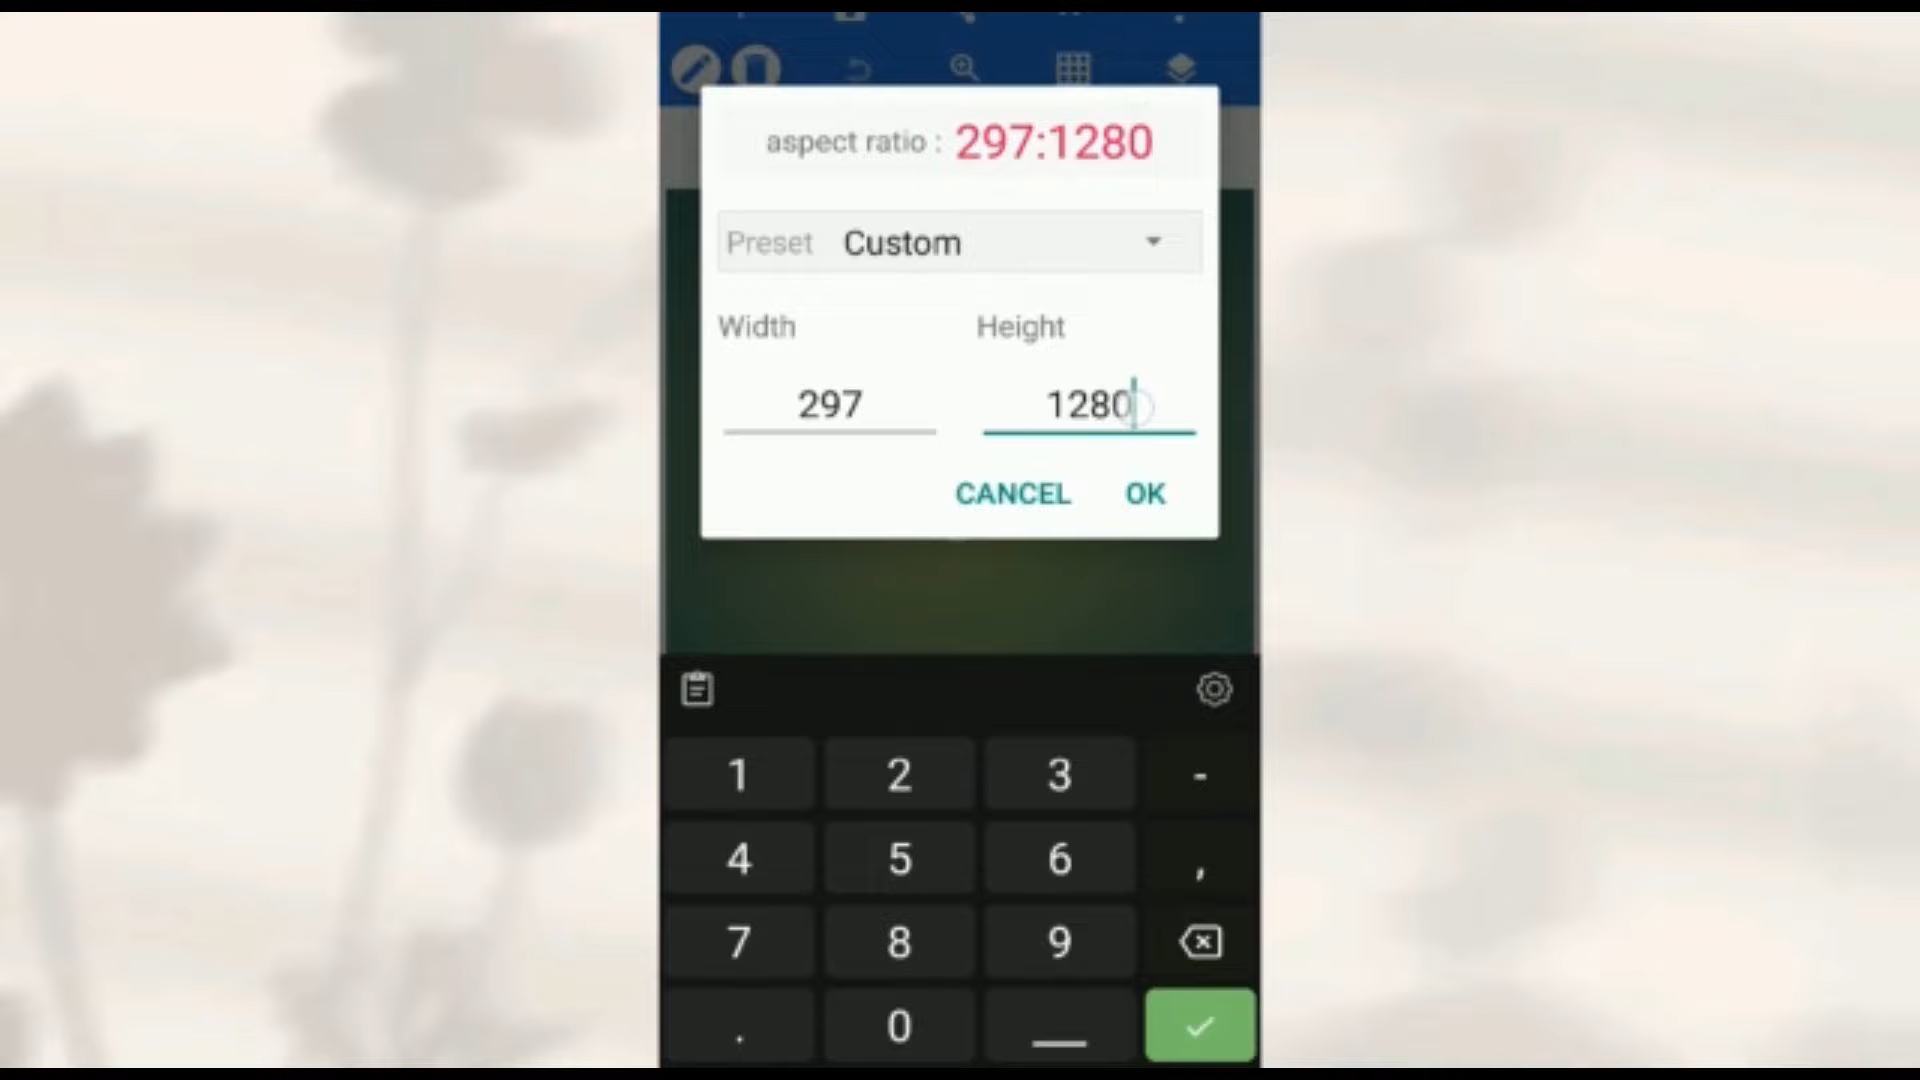 aspect ratio : 297:1280
Preset Custom
Width Height
297 1280
CANCEL OK
1 2 3 -
4 5 6 ,
7 8 9
. 0